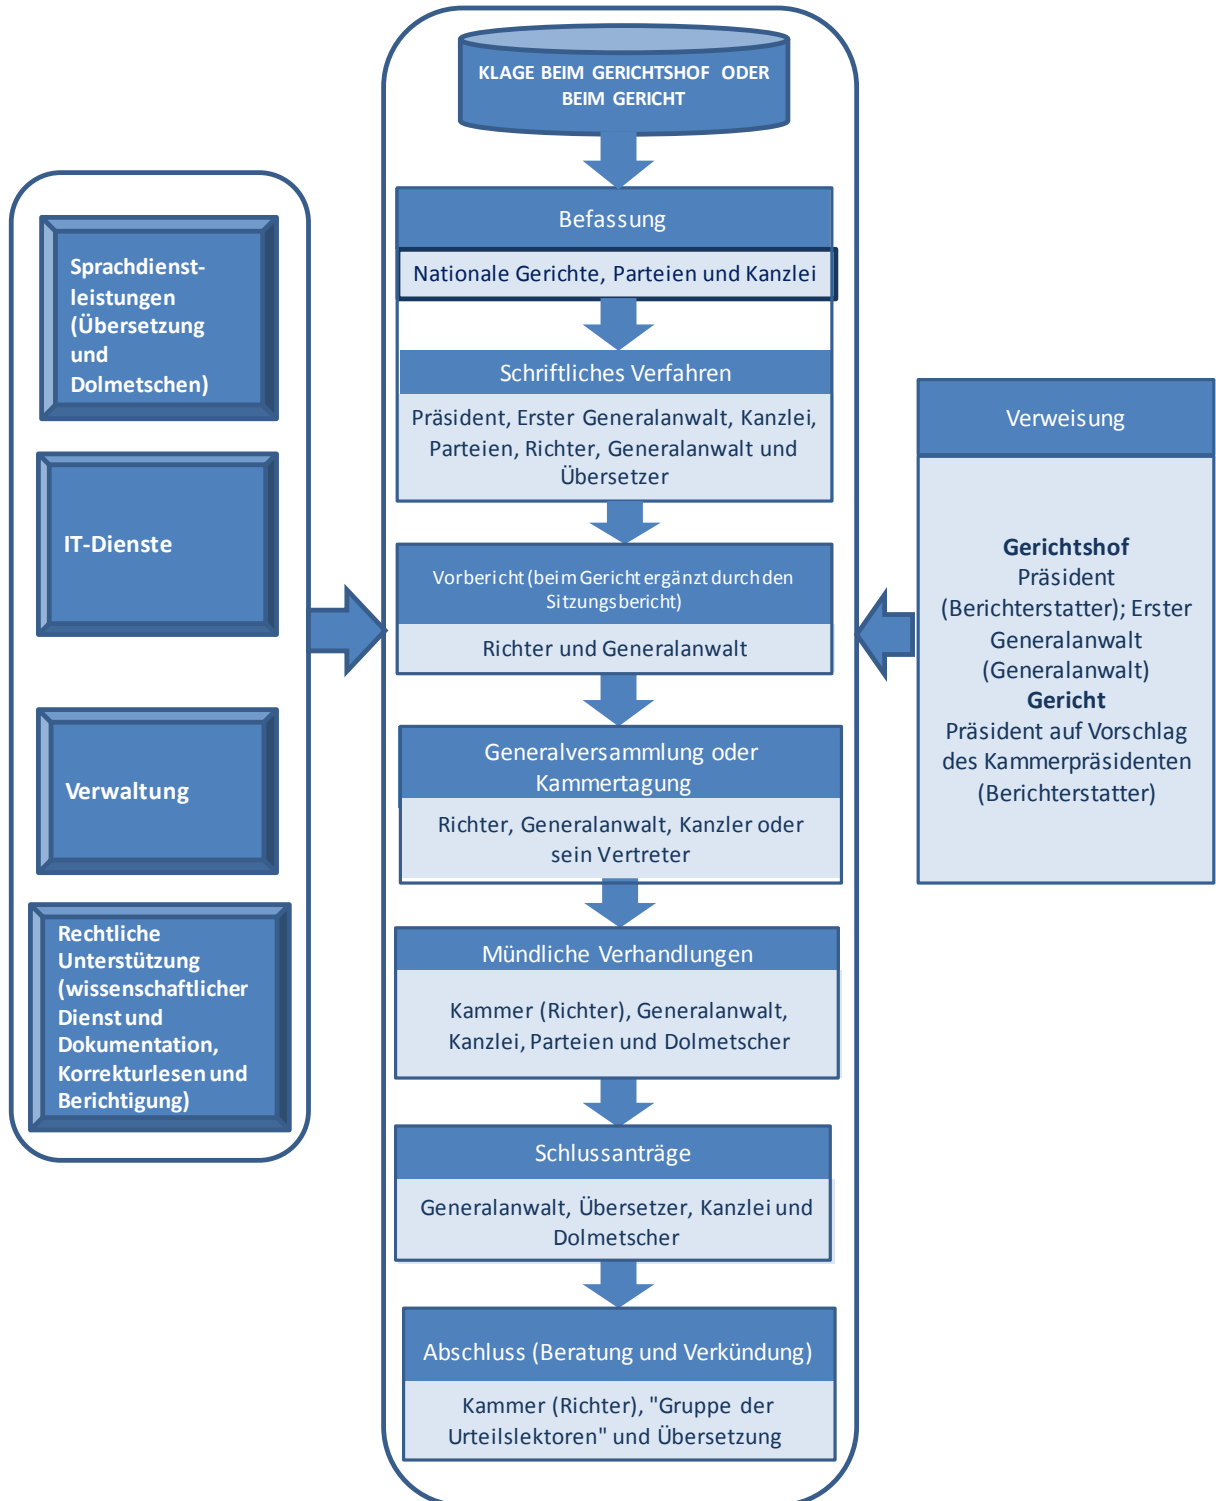 KLAGE BEIM GERICHTSHOF ODER
BEIM GERICHT
Befassung
Nationale Gerichte, Parteien und Kanzlei
Schriftliches Verfahren
Präsident, Erster Generalanwalt, Kanzlei,
Parteien, Richter, Generalanwalt und
Übersetzer
Vorbericht (beim Gericht ergänzt durch den
Sitzungsbericht)
Richter und Generalanwalt
Generalversammlung oder
Kammertagung
Richter, Generalanwalt, Kanzler oder
sein Vertreter
Mündliche Verhandlungen
Kammer (Richter), Generalanwalt,
Kanzlei, Parteien und Dolmetscher
Schlussanträge
Generalanwalt, Übersetzer, Kanzlei und
Dolmetscher
Abschluss (Beratung und Verkündung)
Kammer (Richter), "Gruppe der
Urteilslektoren" und Übersetzung
Sprachdienst-
leistungen
(Übersetzung
und
Dolmetschen)
IT-Dienste
Verwaltung
Rechtliche
Unterstützung
(wissenschaftlicher
Dienst und
Dokumentation,
Korrekturlesen und
Berichtigung)
Verweisung
Gerichtshof
Präsident
(Berichterstatter); Erster
Generalanwalt
(Generalanwalt)
Gericht
Präsident auf Vorschlag
des Kammerpräsidenten
(Berichterstatter)